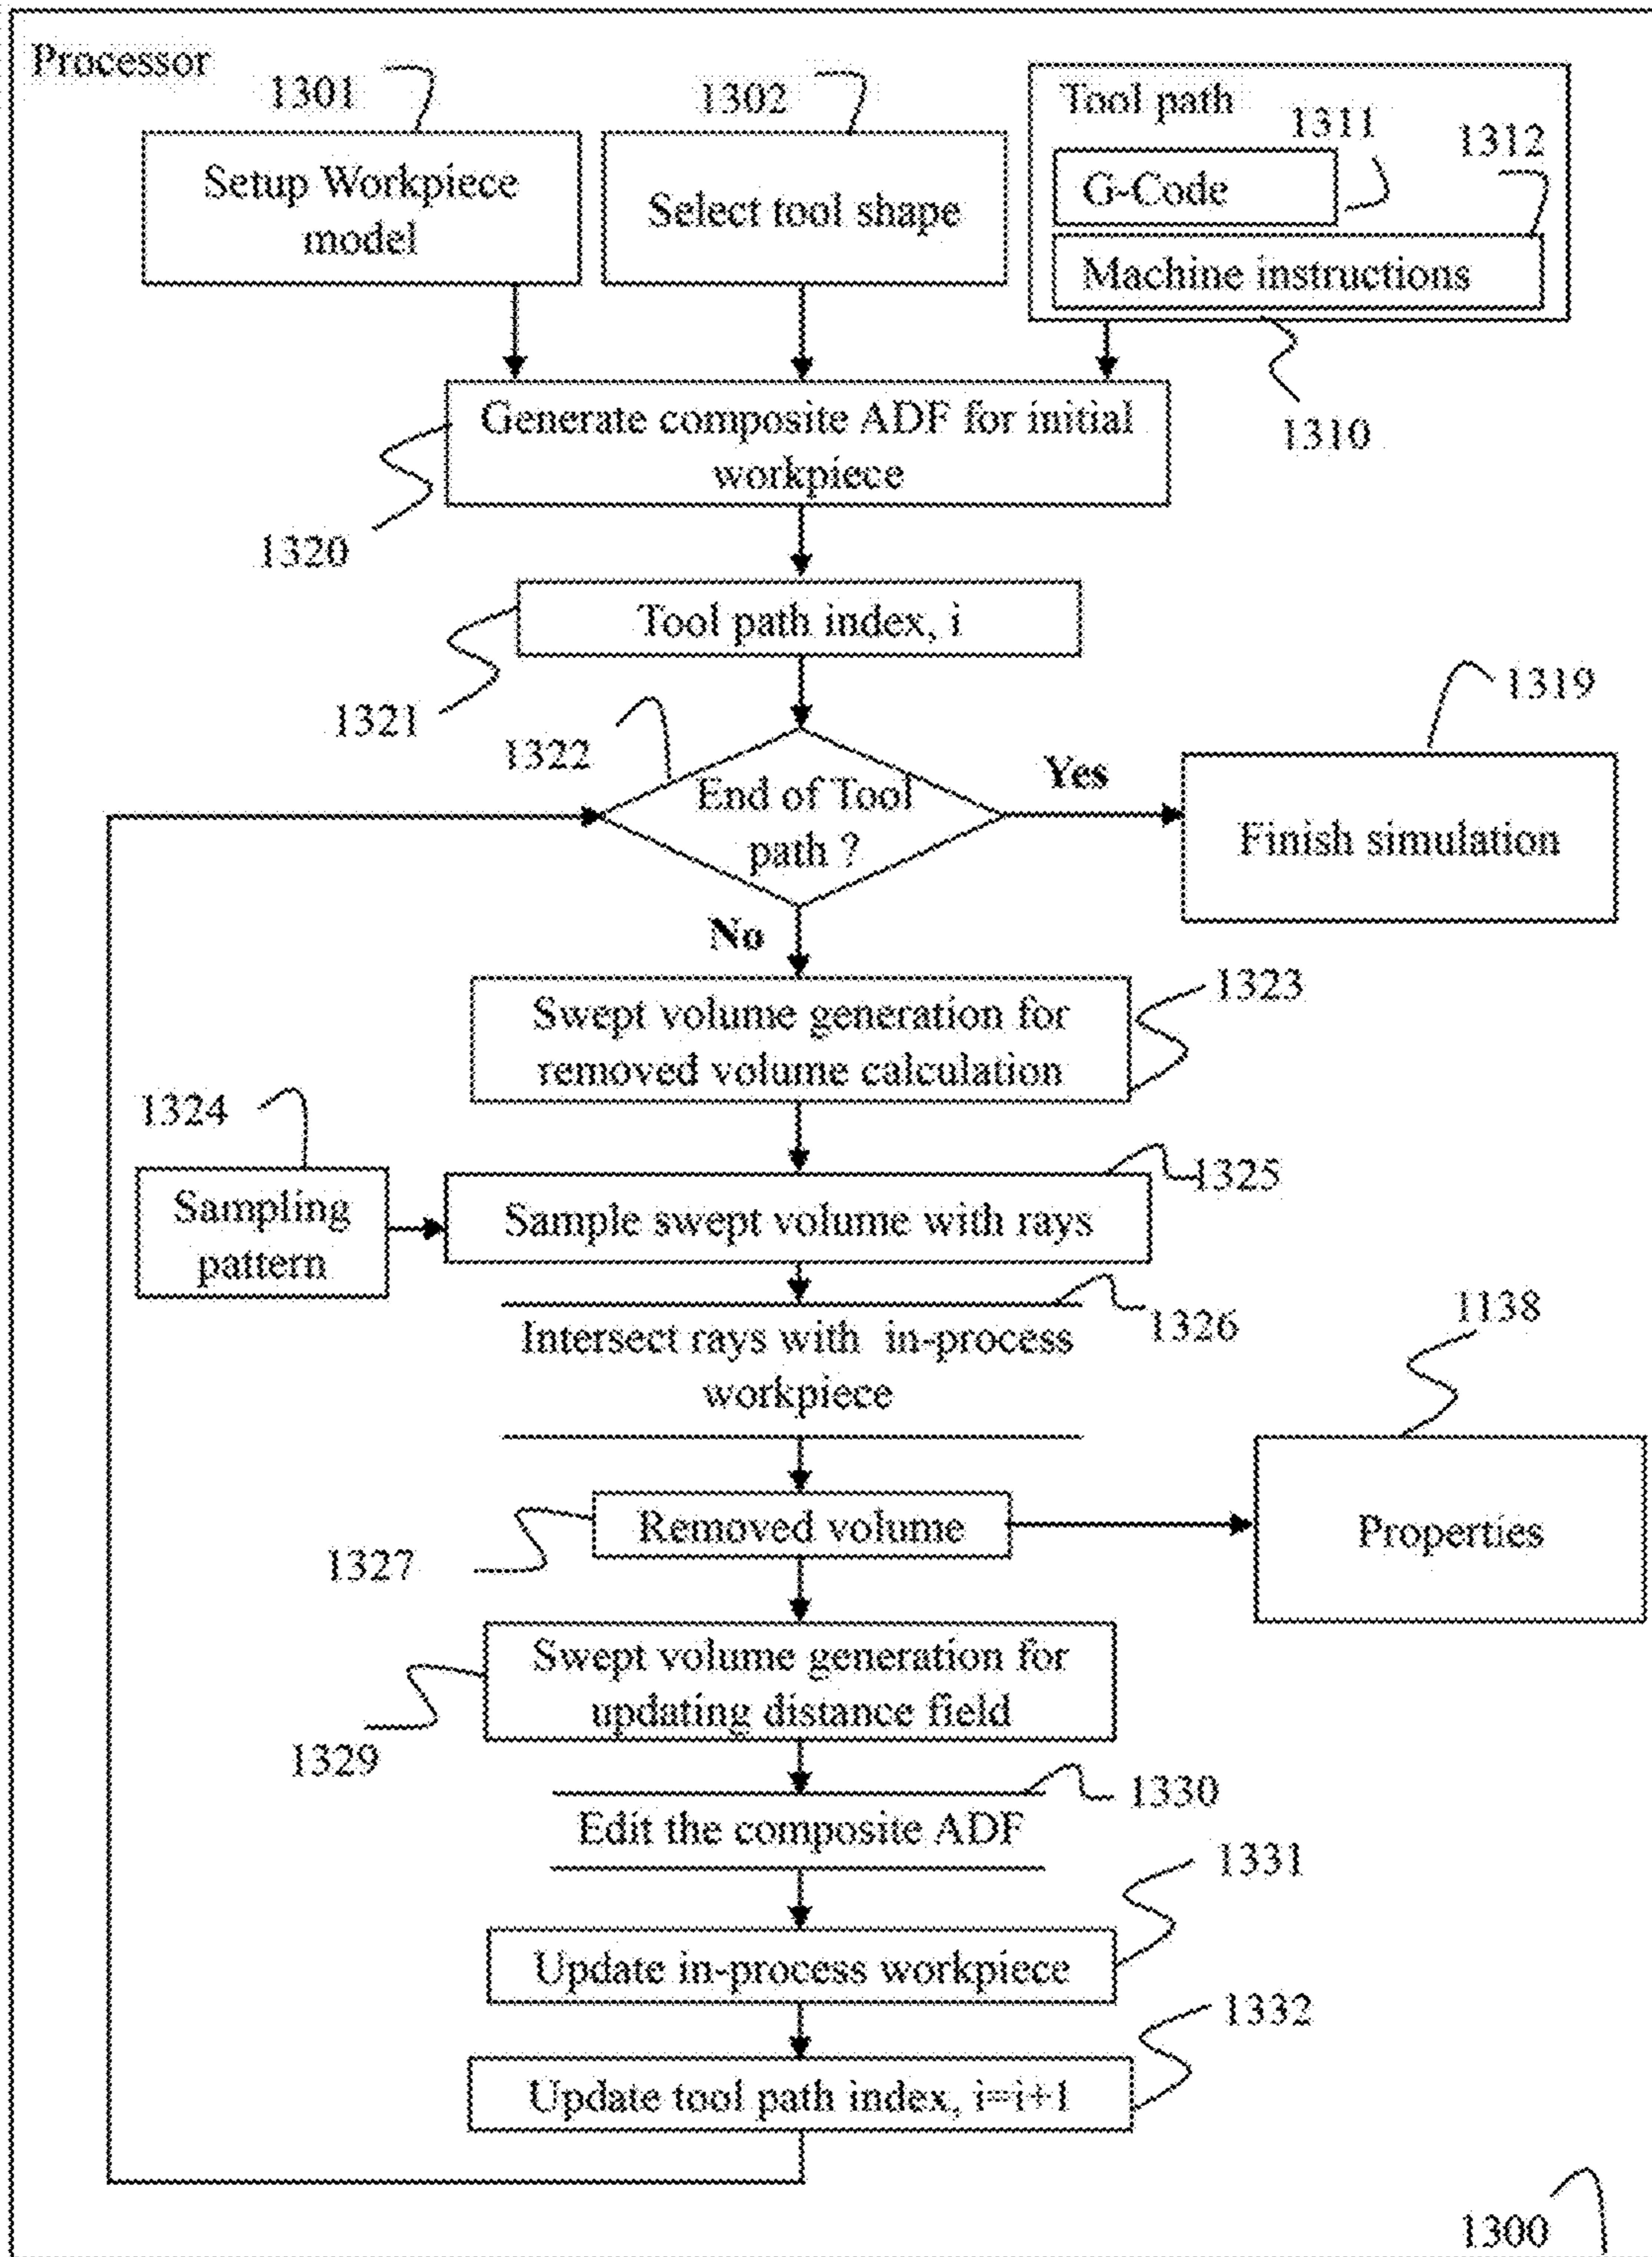 Processor
1301
1302
Tool path
1311
1312
Setup Workpiece
model
Select tool shape
G-Code
Machine instructions
1310
Generate composite ADF for initial
workpiece
1320
Tool path index, i
1321
1322
1319
End of Tool
path ?
Yes
Finish simulation
No
1323
Swept volume generation for
removed volume calculation
1324
1325
Sampling
pattern
Sample swept volume with rays
1326
1138
Intersect rays with in-process
workpiece
Removed volume
Properties
1327
Swept volume generation for
updating distance field
1329
1330
Edit the composite ADF
1331
Update in-process workpiece
1332
Update tool path index, i=i+1
1300